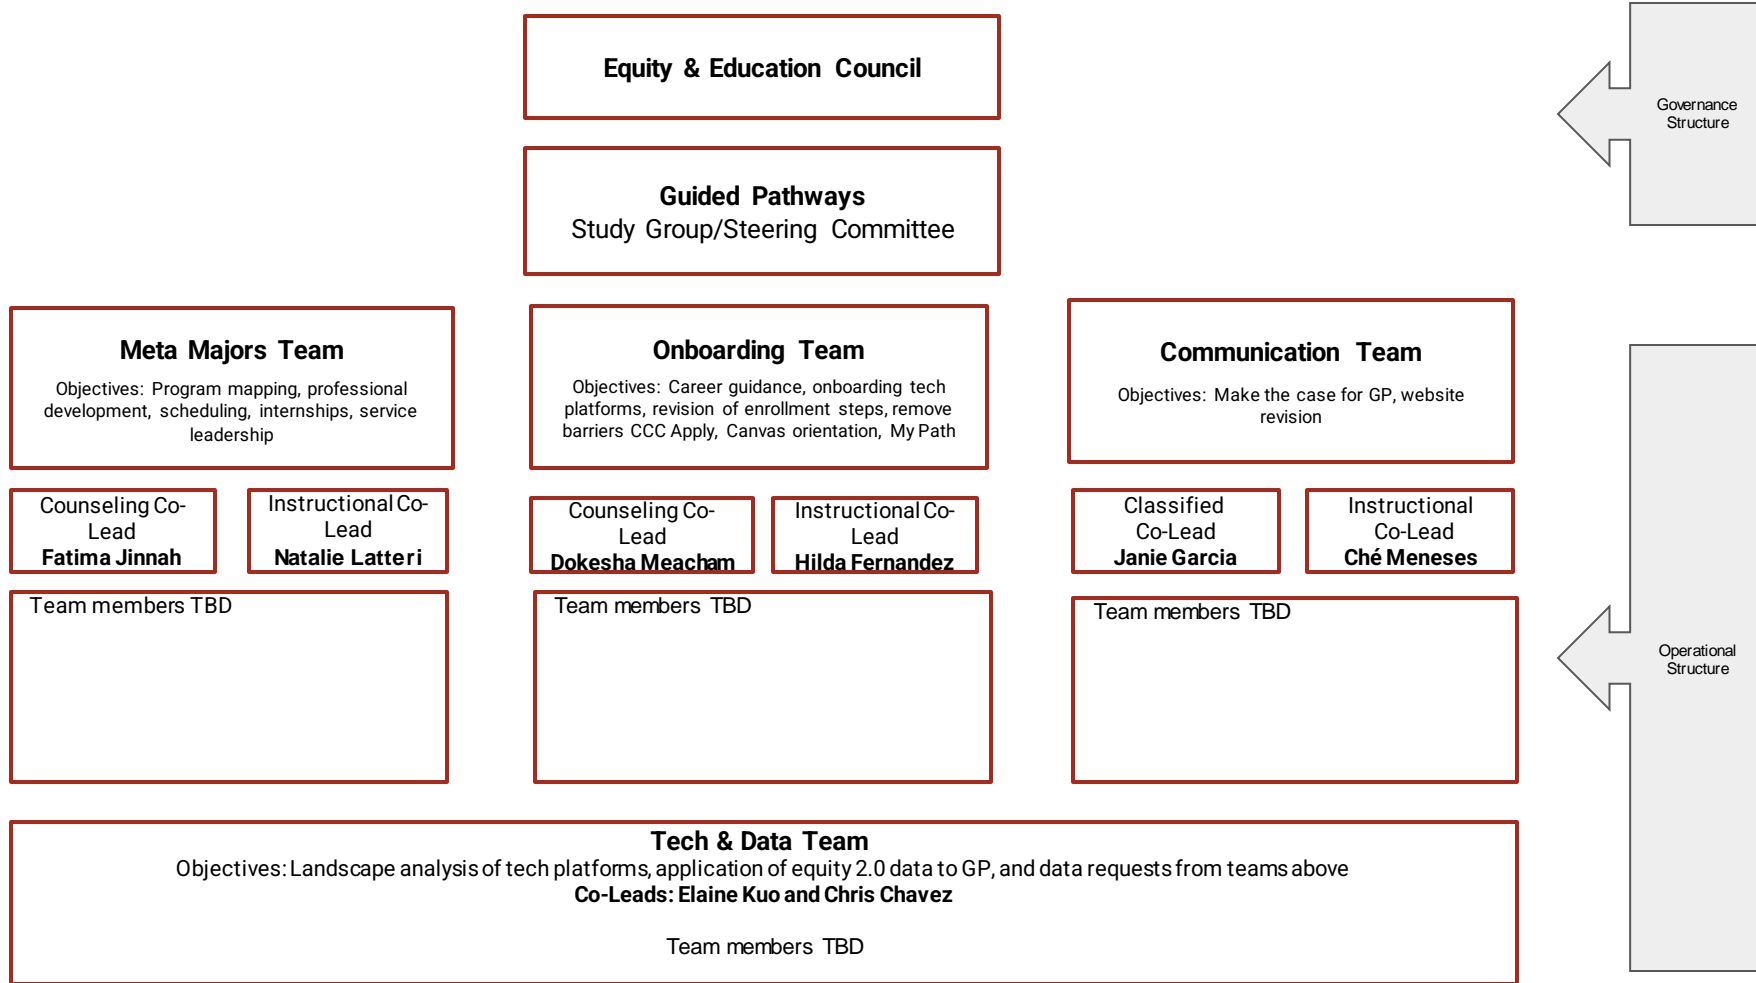 Equity & Education Council
Governance
Structure
Guided Pathways
Study Group/Steering Committee
Meta Majors Team
Objectives: Program mapping, professional
development, scheduling, internships, service
leadership
Onboarding Team
Objectives: Career guidance, onboarding tech
platforms, revision of enrollment steps, remove
barriers CCC Apply, Canvas orientation, My Path
Communication Team
Objectives: Make the case for GP, website
revision
Counseling Co-
Lead
Fatima Jinnah
Instructional Co-
Lead
Natalie Latteri
Counseling Co-
Lead
Dokesha Meacham
Instructional Co-
Lead
Hilda Fernandez
Classified
Co-Lead
Janie Garcia
Instructional
Co-Lead
Ché Meneses
Team members TBD
Team members TBD
Team members TBD
Operational
Structure
Tech & Data Team
Objectives: Landscape analysis of tech platforms, application of equity 2.0 data to GP, and data requests from teams above
Co-Leads: Elaine Kuo and Chris Chavez
Team members TBD